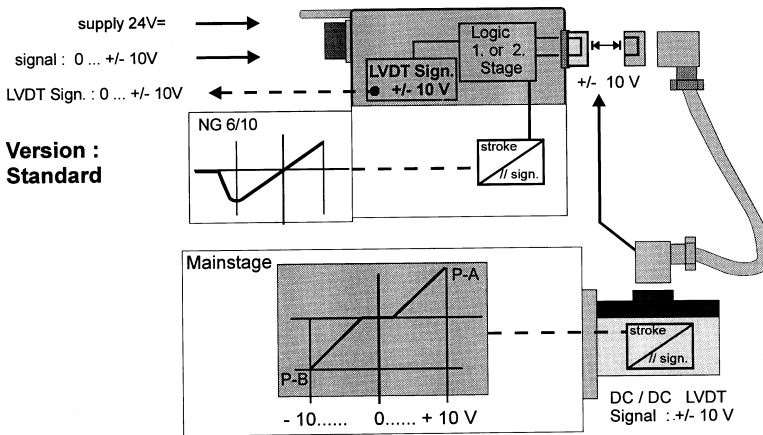 supply 24V=
signal : 0 ... +/- 10V
LVDT Sign. : 0 ... +/- 10V
Version :
Standard
Logic
1. or 2.
Stage
LVDT Sign.
+/- 10 V
+/- 10 V
NG 6/10
stroke
// sign.
Mainstage
P-A
P-B
- 10...... 0...... + 10 V
stroke
// sign.
DC / DC LVDT
Signal :.+/- 10 V